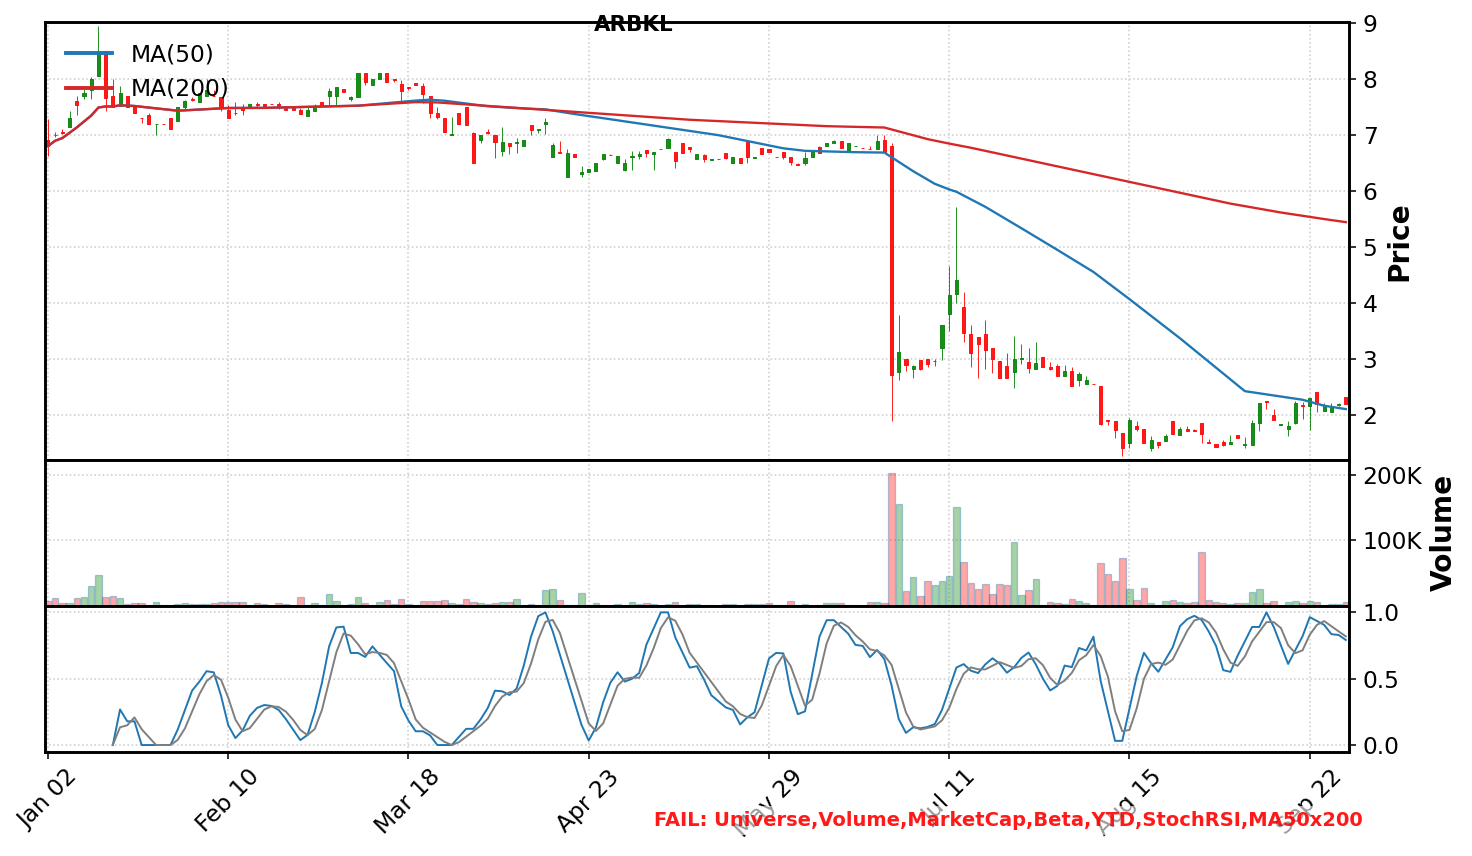 ARBKL
MA(50)
MA(200)
9
8
7
6
5
4
3
2
Price
200K
100K
Volume
1.0
0.5
0.0
Jan 02
Feb 10
Mar 18
Apr 23
May 29
Jul 11
Aug 15
Sep 22
FAIL: Universe,Volume,MarketCap,Beta,YTD,StochRSI,MA50x200